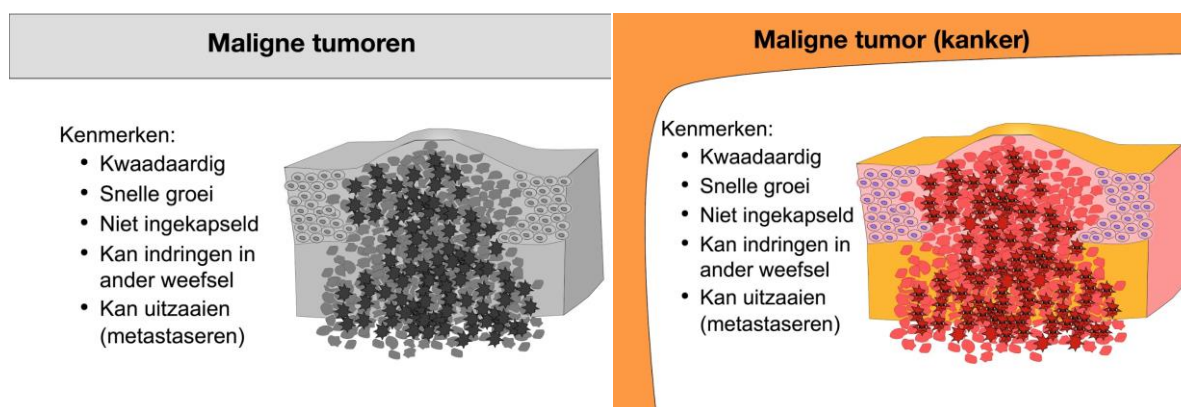 Maligne tumoren
Kenmerken:
• Kwaadaardig
• Snelle groei
• Niet ingekapseld
• Kan indringen in
ander weefsel
• Kan uitzaaien
(metastaseren)
Maligne tumor (kanker)
Kenmerken:
• Kwaadaardig
• Snelle groei
• Niet ingekapseld
• Kan indringen in
ander weefsel
• Kan uitzaaien
(metastaseren)